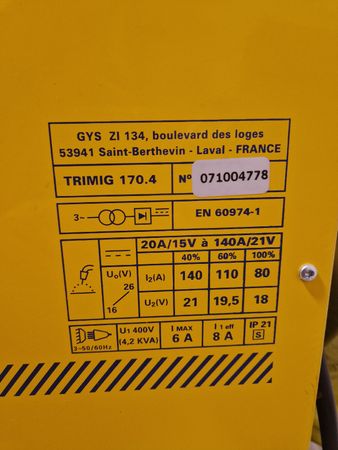 GYS ZI 134, boulevard des loges
53941 Saint-Berthevin - Laval - FRANCE
TRIMIG 170.4 N° 071004778
3~ EN 60974-1
20A/15V à 140A/21V
40% 60% 100%
U₀(V) I₂(A) 140 110 80
16 26
U₂(V) 21 19,5 18
3~50/60Hz
U₁ 400V
(4,2 KVA)
I MAX
6 A
I 1 eff
8 A
IP 21
S